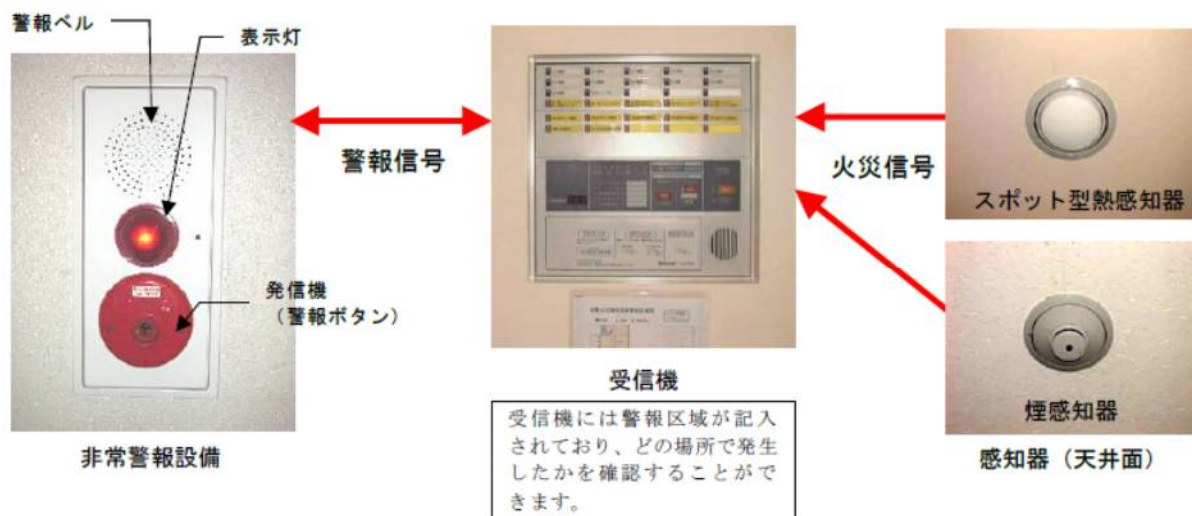 警報ベル
表示灯
発信機
（警報ボタン）
非常警報設備
警報信号
受信機
受信機には警報区域が記入
されており、どの場所で発生
したかを確認することがで
きます。
火災信号
スポット型熱感知器
煙感知器
感知器（天井面）